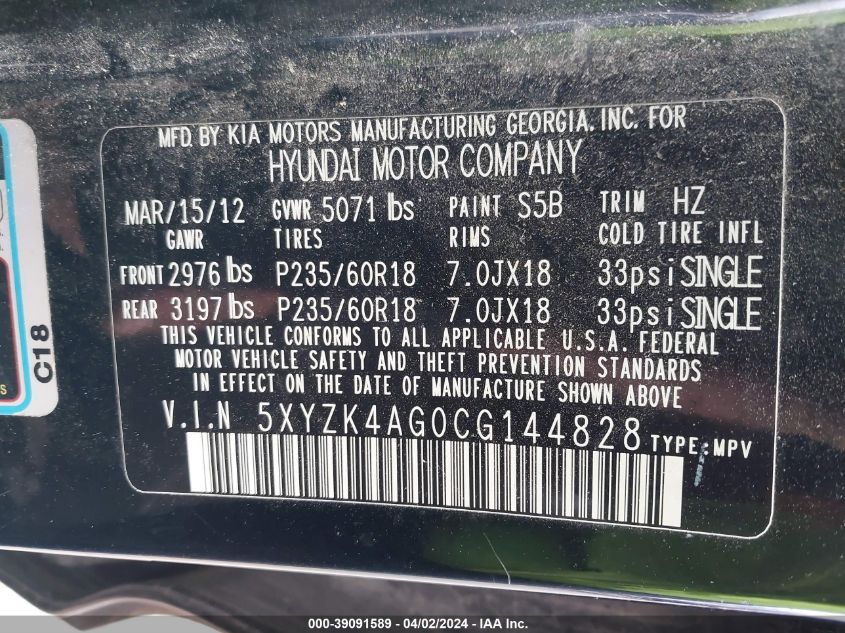 MFD. BY KIA MOTORS MANUFACTURING GEORGIA. INC. FOR
HYUNDAI MOTOR COMPANY
MAR/15/12 GVWR 5071 lbs PAINT S5B TRIM HZ
GAWR TIRES RIMS COLD TIRE INFL
FRONT 2976 lbs P235/60R18 7.0JX18 33psi SINGLE
REAR 3197 lbs P235/60R18 7.0JX18 33psi SINGLE
THIS VEHICLE CONFORMS TO ALL APPLICABLE U.S.A. FEDERAL
MOTOR VEHICLE SAFETY AND THEFT PREVENTION STANDARDS
IN EFFECT ON THE DATE OF MANUFACTURE SHOWN ABOVE
V.I.N 5XYZK4AG0CG144828 TYPE:MPV
C18
000-39091589 / 04/02/2024 - IAA Inc.